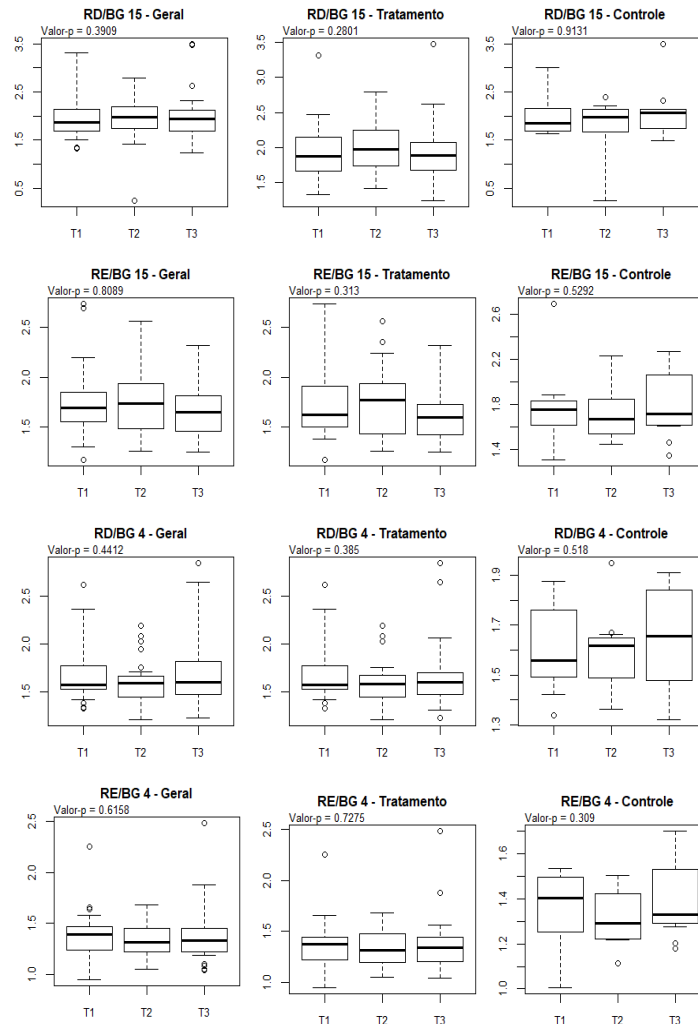 RD/BG 15 - Geral
Valor-p = 0.3909
3.5
2.5
1.5
0.5
T1 T2 T3
RD/BG 15 - Tratamento
Valor-p = 0.2801
3.5
3.0
2.5
2.0
1.5
T1 T2 T3
RD/BG 15 - Controle
Valor-p = 0.9131
3.5
2.5
1.5
0.5
T1 T2 T3
RE/BG 15 - Geral
Valor-p = 0.8089
2.5
2.0
1.5
T1 T2 T3
RE/BG 15 - Tratamento
Valor-p = 0.313
2.5
2.0
1.5
T1 T2 T3
RE/BG 15 - Controle
Valor-p = 0.5292
2.6
2.2
1.8
1.4
T1 T2 T3
RD/BG 4 - Geral
Valor-p = 0.4412
2.5
2.0
1.5
T1 T2 T3
RD/BG 4 - Tratamento
Valor-p = 0.385
2.5
2.0
1.5
T1 T2 T3
RD/BG 4 - Controle
Valor-p = 0.518
1.9
1.7
1.5
1.3
T1 T2 T3
RE/BG 4 - Geral
Valor-p = 0.6158
2.5
2.0
1.5
1.0
T1 T2 T3
RE/BG 4 - Tratamento
Valor-p = 0.7275
2.5
2.0
1.5
1.0
T1 T2 T3
RE/BG 4 - Controle
Valor-p = 0.309
1.6
1.4
1.2
1.0
T1 T2 T3